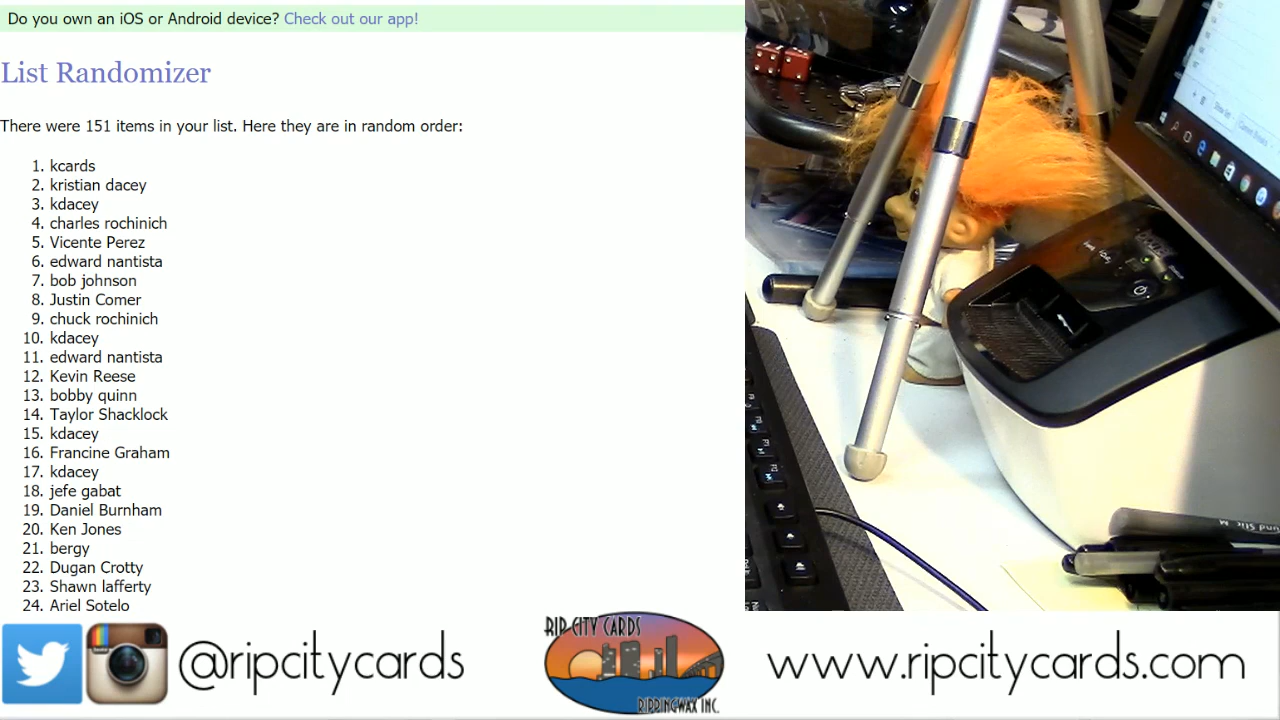 Do you own an iOS or Android device? Check out our app!
List Randomizer
There were 151 items in your list. Here they are in random order:
1. kcards
2. kristian dacey
3. kdacey
4. charles rochinich
5. Vicente Perez
6. edward nantista
7. bob johnson
8. Justin Comer
9. chuck rochinich
10. kdacey
11. edward nantista
12. Kevin Reese
13. bobby quinn
14. Taylor Shacklock
15. kdacey
16. Francine Graham
17. kdacey
18. jefe gabat
19. Daniel Burnham
20. Ken Jones
21. bergy
22. Dugan Crotty
23. Shawn lafferty
24. Ariel Sotelo
@ripcitycards
RIP CITY CARDS
RIPPINGWAX INC.
www.ripcitycards.com